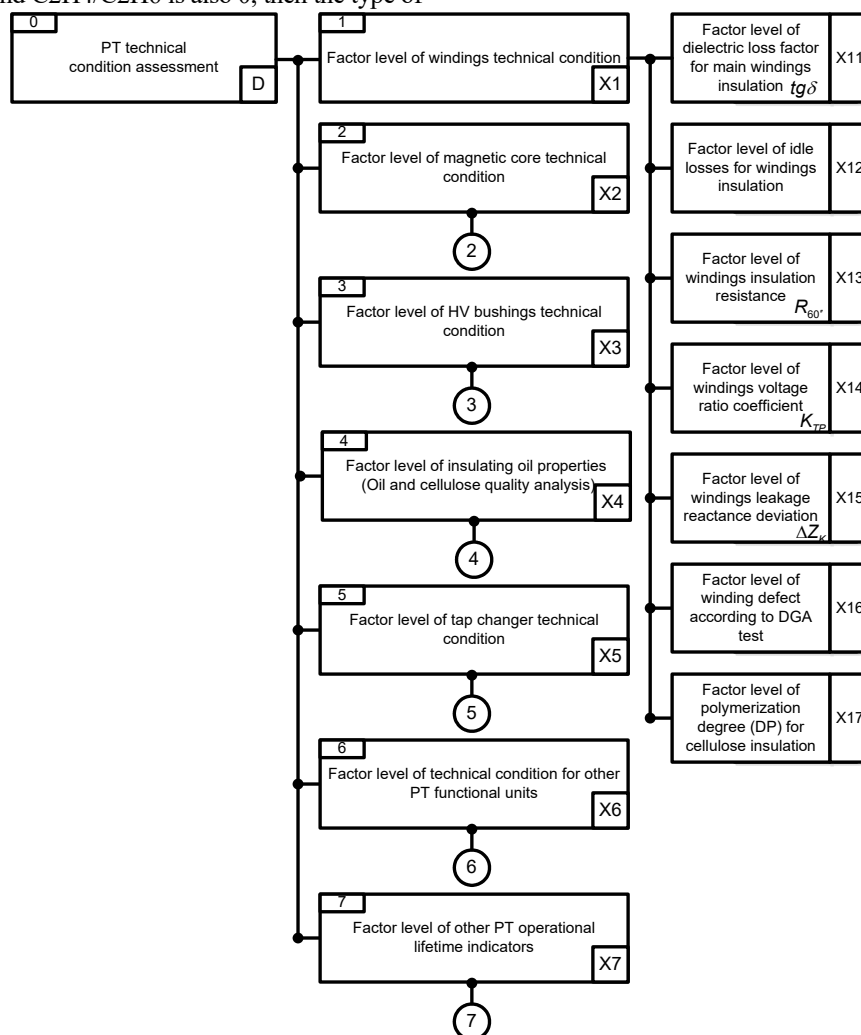 nd C2H4/C2H6 is also 0, then the type of
0
PT technical
condition assessment
D
1
Factor level of windings technical condition
X1
2
Factor level of magnetic core technical
condition
X2
2
3
Factor level of HV bushings technical
condition
X3
3
4
Factor level of insulating oil properties
(Oil and cellulose quality analysis)
X4
4
5
Factor level of tap changer technical
condition
X5
5
6
Factor level of technical condition for other
PT functional units
X6
6
7
Factor level of other PT operational
lifetime indicators
X7
7
Factor level of
dielectric loss factor
for main windings
insulation tgδ
X11
Factor level of idle
losses for windings
insulation
X12
Factor level of
windings insulation
resistance
R60″
X13
Factor level of
windings voltage
ratio coefficient
KTP
X14
Factor level of
windings leakage
reactance deviation
ΔZK
X15
Factor level of
winding defect
according to DGA
test
X16
Factor level of
polymerization
degree (DP) for
cellulose insulation
X17